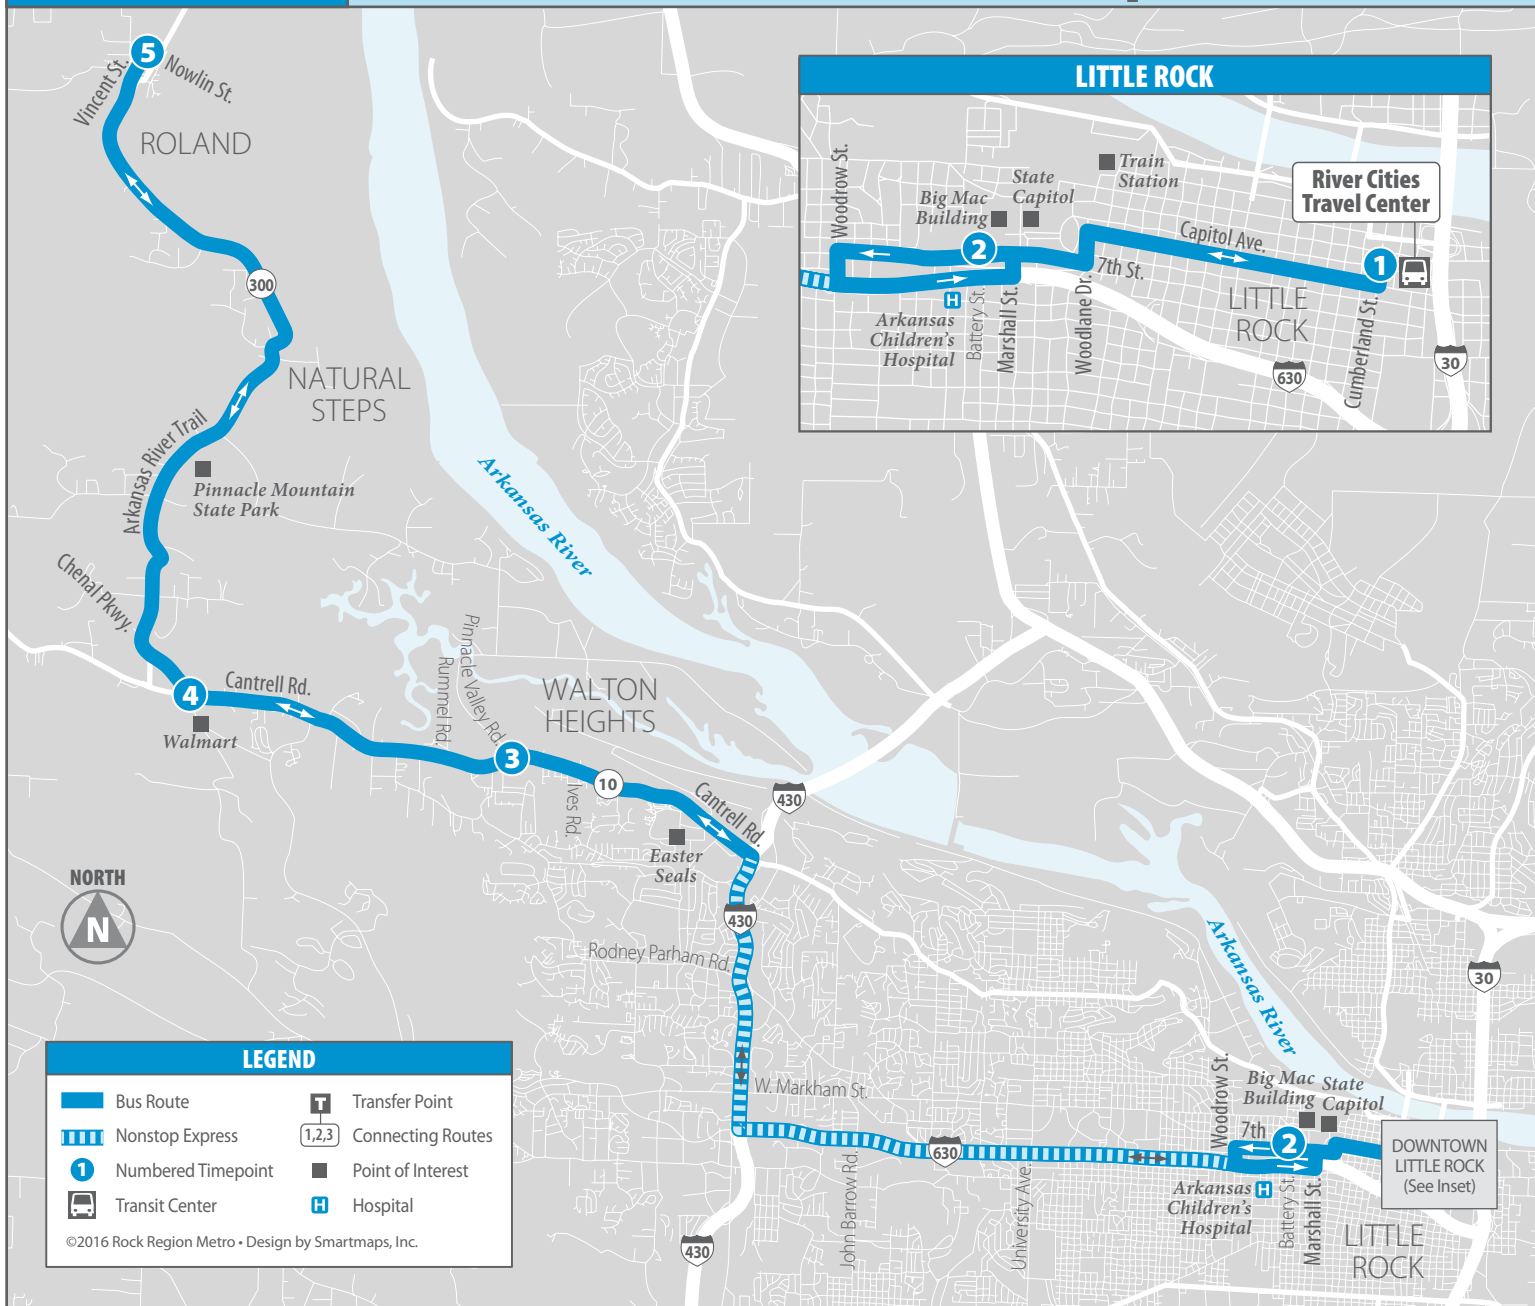 5
Nowlin St.
Vincent St.
ROLAND
300
NATURAL
STEPS
Arkansas River Trail
Pinnacle Mountain
State Park
Chenal Pkwy.
Arkansas River
4
Cantrell Rd.
Walmart
Pinnacle Valley Rd.
Rummel Rd.
WALTON
HEIGHTS
3
10
Ives Rd.
Cantrell Rd.
430
Easter
Seals
430
Rodney Parham Rd.
W. Markham St.
630
John Barrow Rd.
University Ave.
430
Arkansas River
30
Woodrow St.
Big Mac
Building
State
Capitol
7th
2
Arkansas
Children's
Hospital
H
Battery St.
Marshall St.
DOWNTOWN
LITTLE ROCK
(See Inset)
LITTLE
ROCK
LITTLE ROCK
Woodrow St.
Train
Station
State
Capitol
Big Mac
Building
River Cities
Travel Center
2
Capitol Ave.
1
7th St.
H
Arkansas
Children's
Hospital
Battery St.
Marshall St.
Woodlane Dr.
LITTLE
ROCK
Cumberland St.
630
30
NORTH
N
LEGEND
Bus Route
T
Transfer Point
Nonstop Express
1,2,3
Connecting Routes
1
Numbered Timepoint
Point of Interest
Transit Center
H
Hospital
©2016 Rock Region Metro • Design by Smartmaps, Inc.